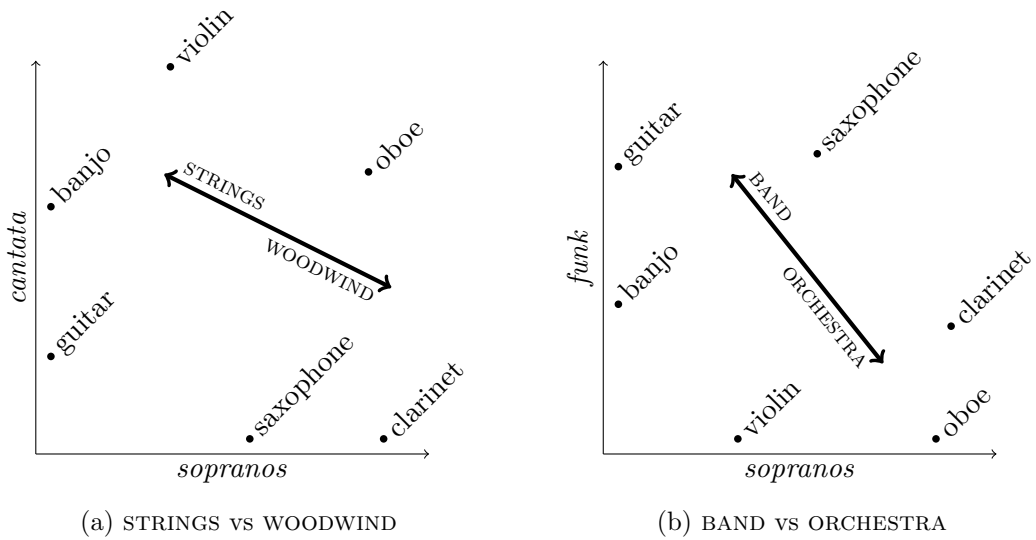 violin
oboe
banjo
STRINGS
WOODWIND
cantata
guitar
saxophone
clarinet
sopranos
(a) STRINGS VS WOODWIND
saxophone
guitar
BAND
funk
banjo
ORCHESTRA
clarinet
violin
oboe
sopranos
(b) BAND VS ORCHESTRA